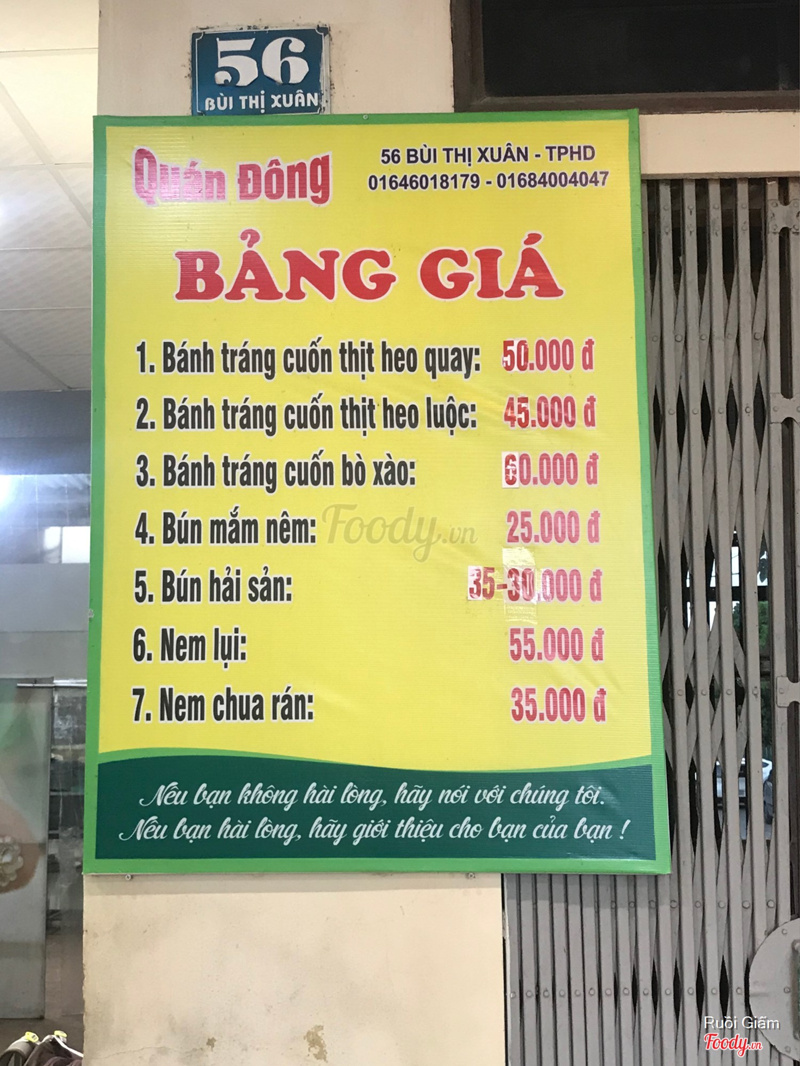 56
BÙI THỊ XUÂN
Quán Đông
56 BÙI THỊ XUÂN - TPHD
01646018179 - 01684004047
BẢNG GIÁ
1. Bánh tráng cuốn thịt heo quay: 50.000 đ
2. Bánh tráng cuốn thịt heo luộc: 45.000 đ
3. Bánh tráng cuốn bò xào: 60.000 đ
4. Bún mắm nêm: 25.000 đ
5. Bún hải sản: 35-30.000 đ
6. Nem lụi: 55.000 đ
7. Nem chua rán: 35.000 đ
Nếu bạn không hài lòng, hãy nói với chúng tôi.
Nếu bạn hài lòng, hãy giới thiệu cho bạn của bạn !
Foody.vn
Ruồi Giấm
Foody.vn